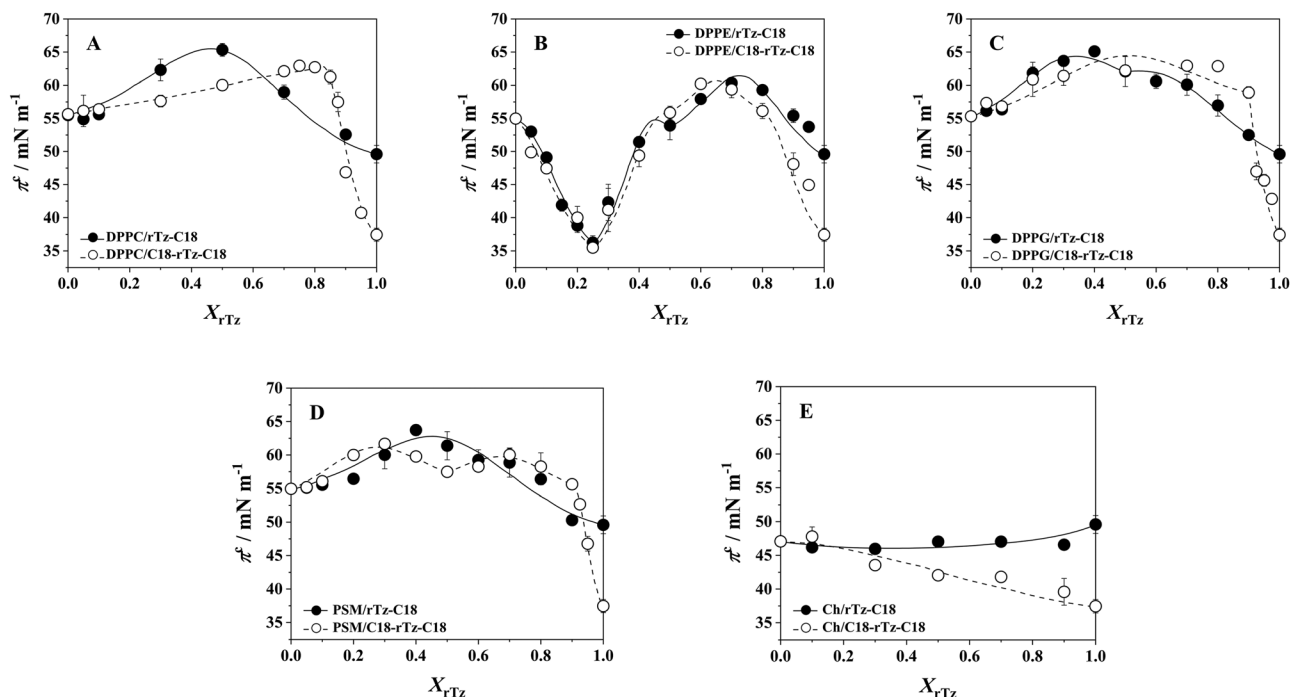 70
65
60
55
50
45
40
35
πᶜ / mN m⁻¹
A
DPPC/rTz-C18
DPPC/C18-rTz-C18
0.0 0.2 0.4 0.6 0.8 1.0
X_rTz
70
65
60
55
50
45
40
35
πᶜ / mN m⁻¹
B
DPPE/rTz-C18
DPPE/C18-rTz-C18
0.0 0.2 0.4 0.6 0.8 1.0
X_rTz
70
65
60
55
50
45
40
35
πᶜ / mN m⁻¹
C
DPPG/rTz-C18
DPPG/C18-rTz-C18
0.0 0.2 0.4 0.6 0.8 1.0
X_rTz
70
65
60
55
50
45
40
35
πᶜ / mN m⁻¹
D
PSM/rTz-C18
PSM/C18-rTz-C18
0.0 0.2 0.4 0.6 0.8 1.0
X_rTz
70
65
60
55
50
45
40
35
πᶜ / mN m⁻¹
E
Ch/rTz-C18
Ch/C18-rTz-C18
0.0 0.2 0.4 0.6 0.8 1.0
X_rTz